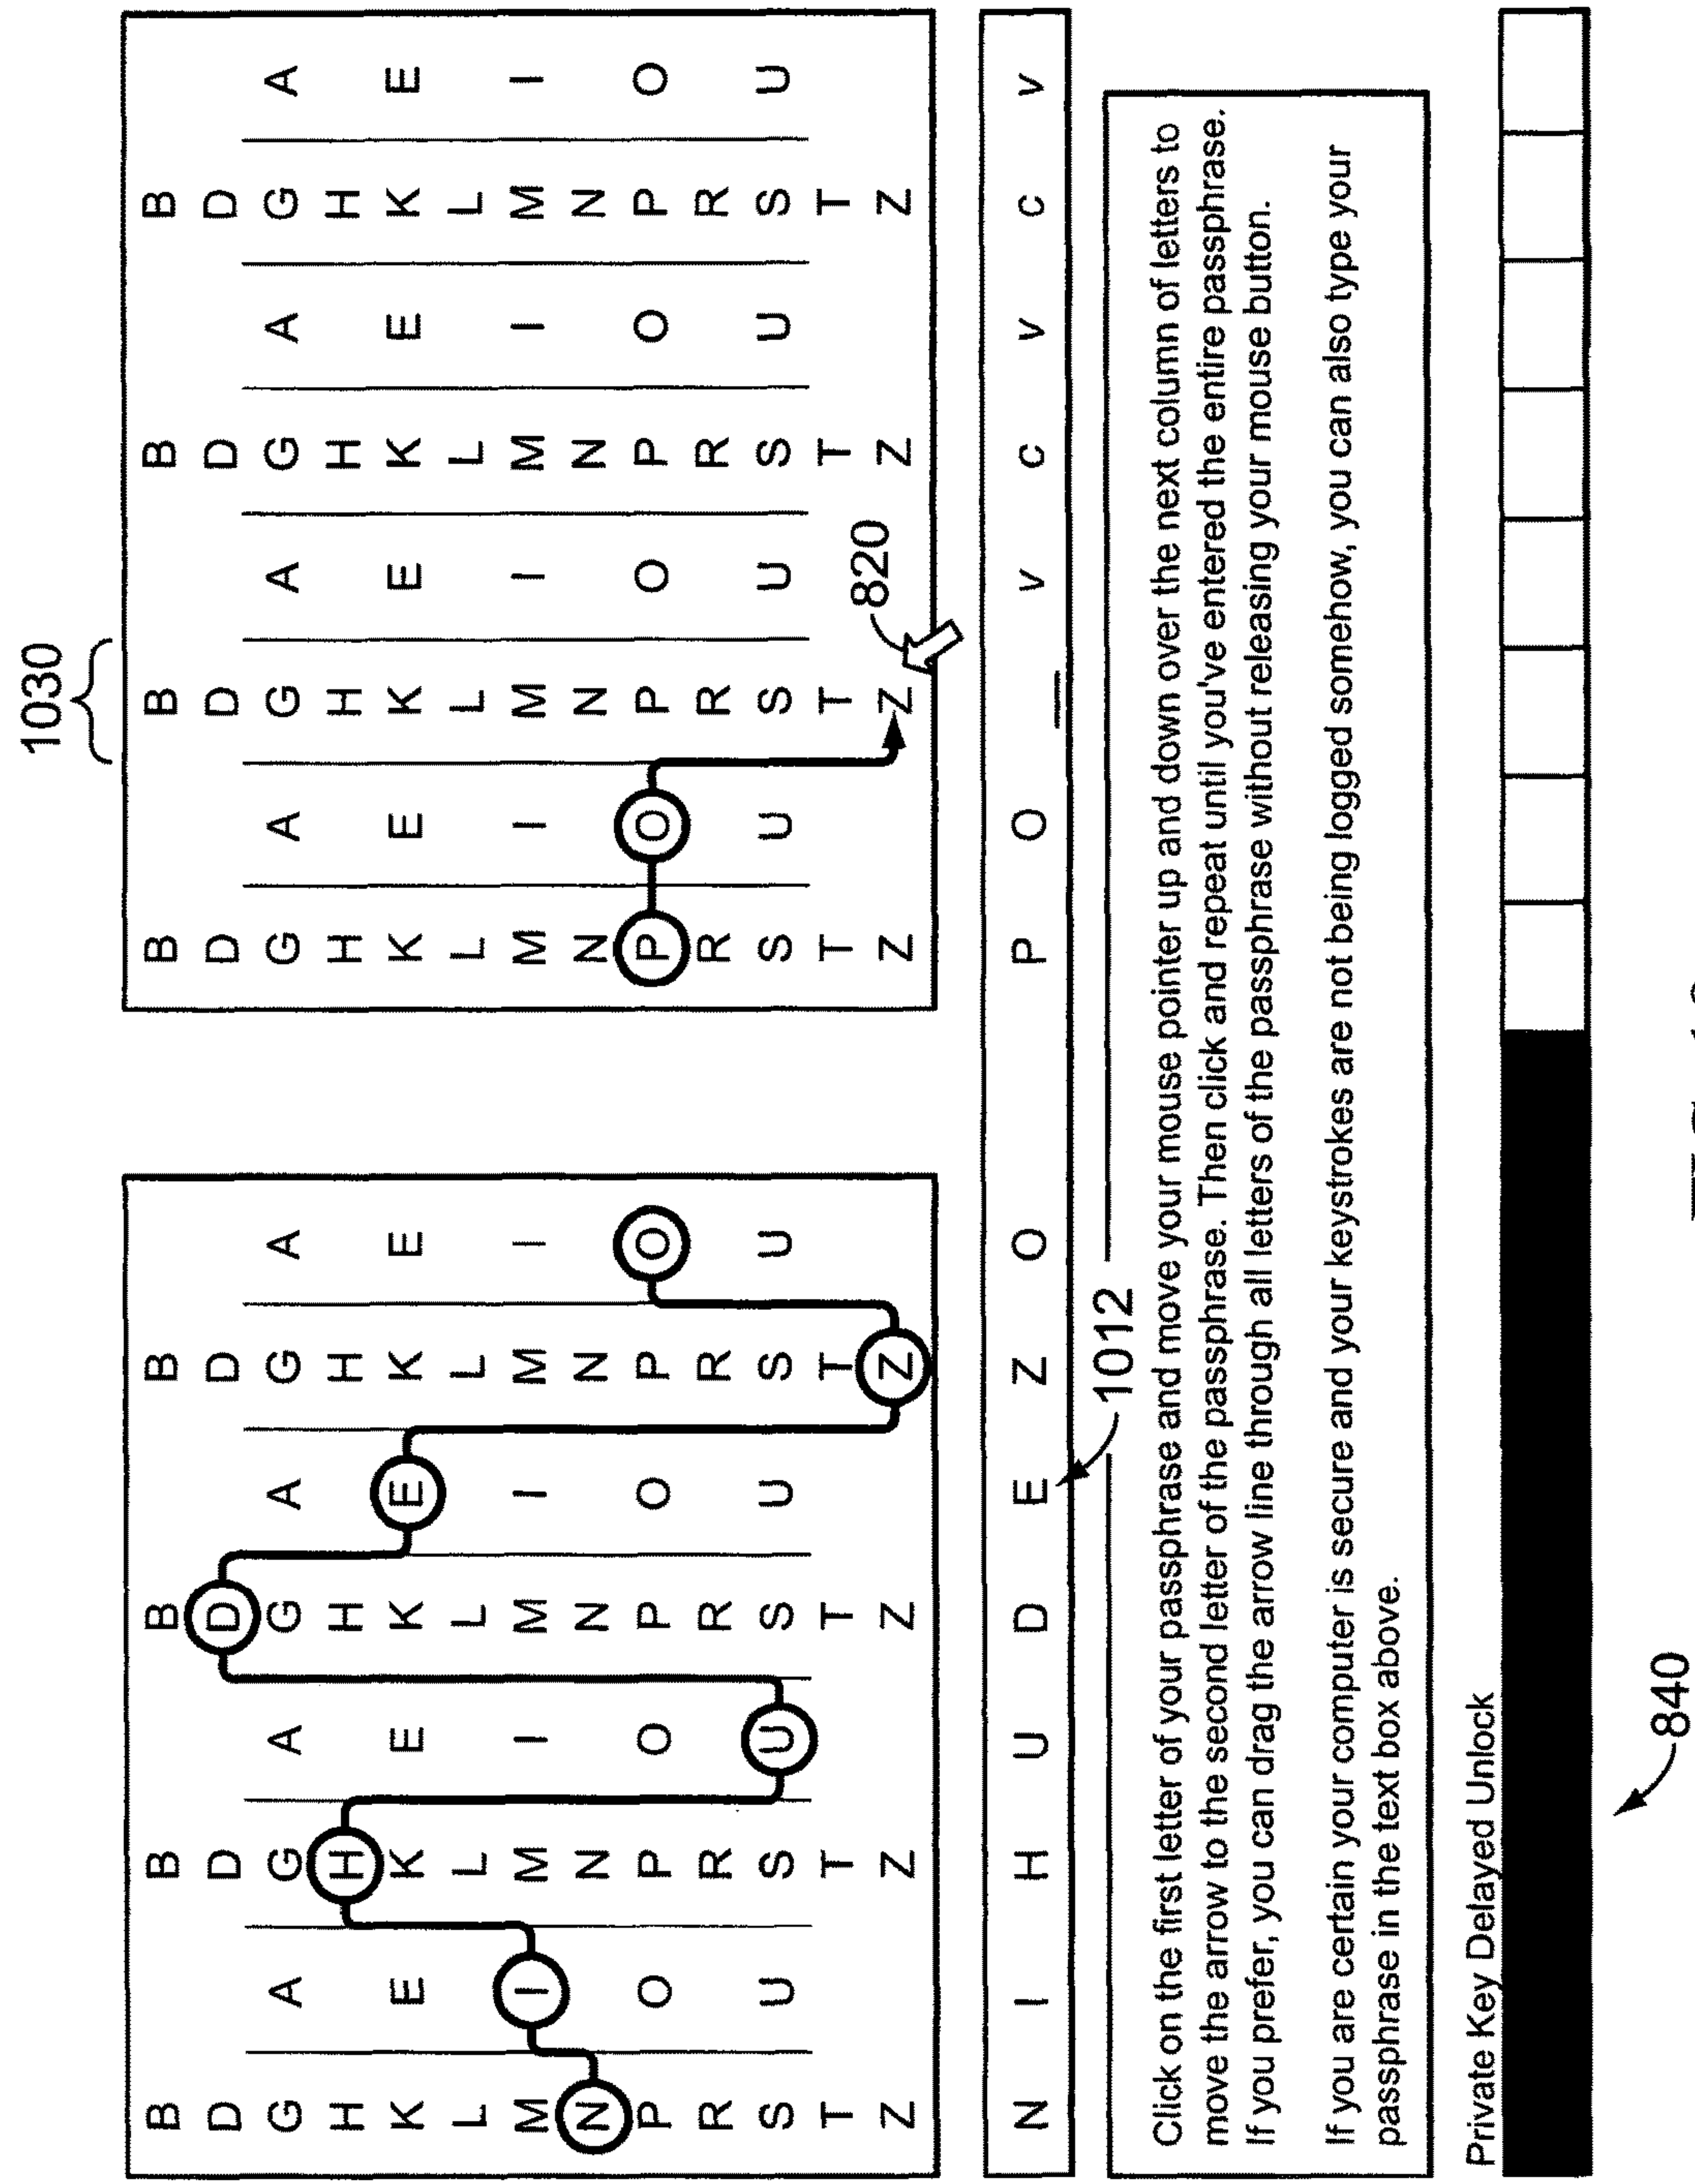 1030
B B B B B B B B
D D D D D D D D
G A G A G A G A G A G A G A G A
H H H H H H H H
K E K E K E K E K E K E K E K E
L L L L L L L L
M I M I M I M I M I M I M I M I
N N N N N N N N
P O P O P O P O P O P O P O P O
R R R R R R R R
S U S U S U S U S U S U S U S U
T T T T T T T T
820
Z Z Z Z Z Z Z Z
N I H U D E Z O P O _ v c v c v
1012
Click on the first letter of your passphrase and move your mouse pointer up and down over the next column of letters to
move the arrow to the second letter of the passphrase. Then click and repeat until you've entered the entire passphrase.
If you prefer, you can drag the arrow line through all letters of the passphrase without releasing your mouse button.
If you are certain your computer is secure and your keystrokes are not being logged somehow, you can also type your
passphrase in the text box above.
Private Key Delayed Unlock
840